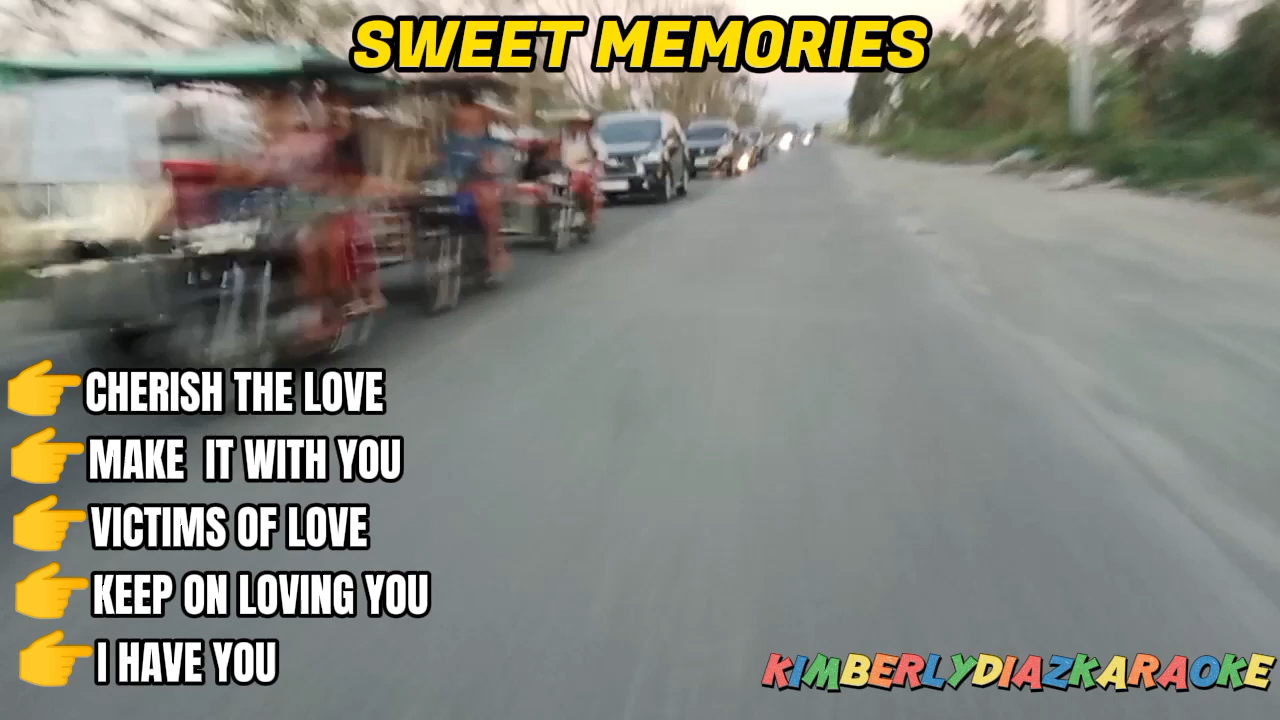 SWEET MEMORIES
CHERISH THE LOVE
MAKE IT WITH YOU
VICTIMS OF LOVE
KEEP ON LOVING YOU
I HAVE YOU
KIMBERLYDIAZKARAOKE